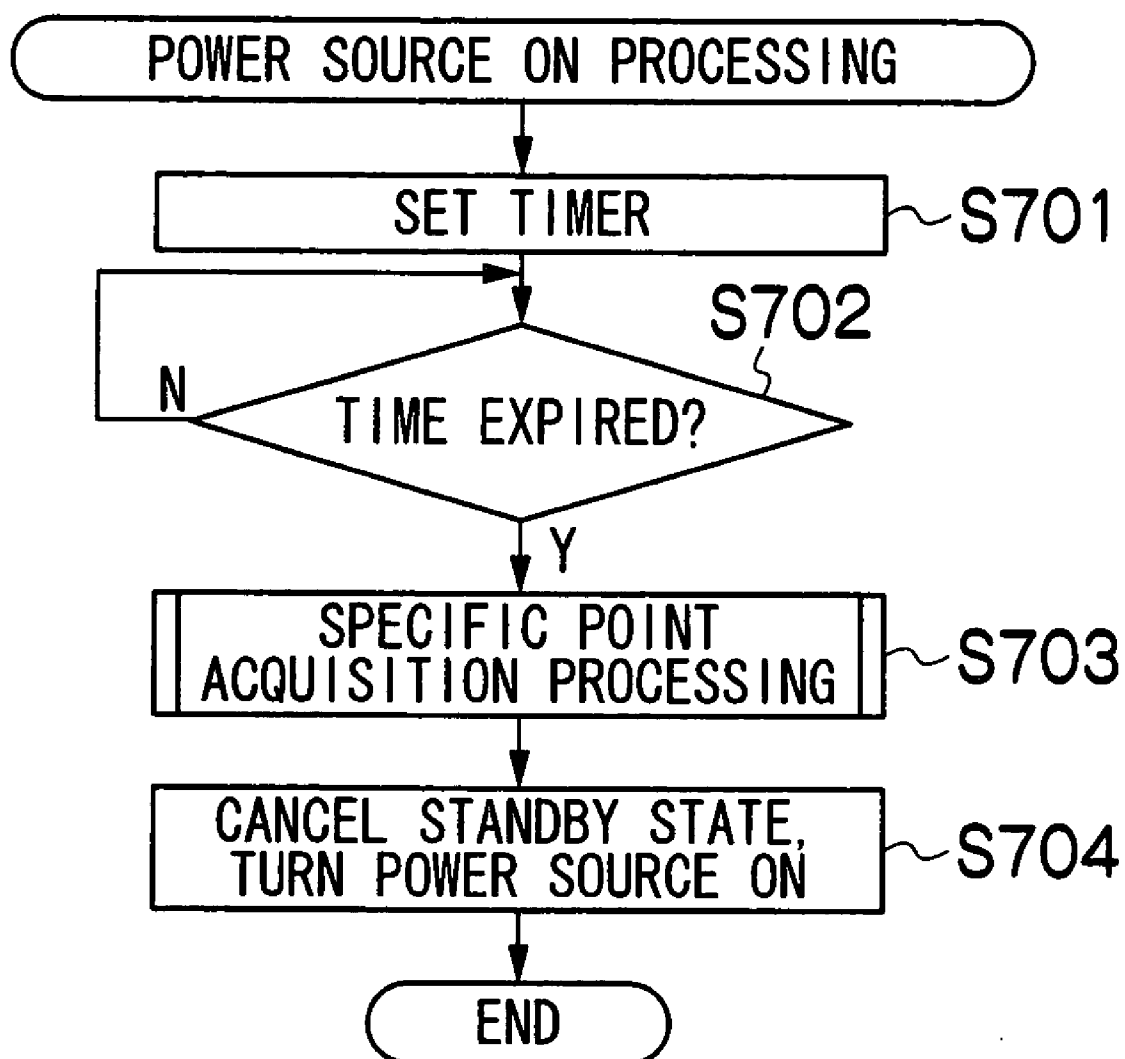 POWER SOURCE ON PROCESSING
SET TIMER
S701
S702
N
TIME EXPIRED?
Y
SPECIFIC POINT
ACQUISITION PROCESSING
S703
CANCEL STANDBY STATE,
TURN POWER SOURCE ON
S704
END